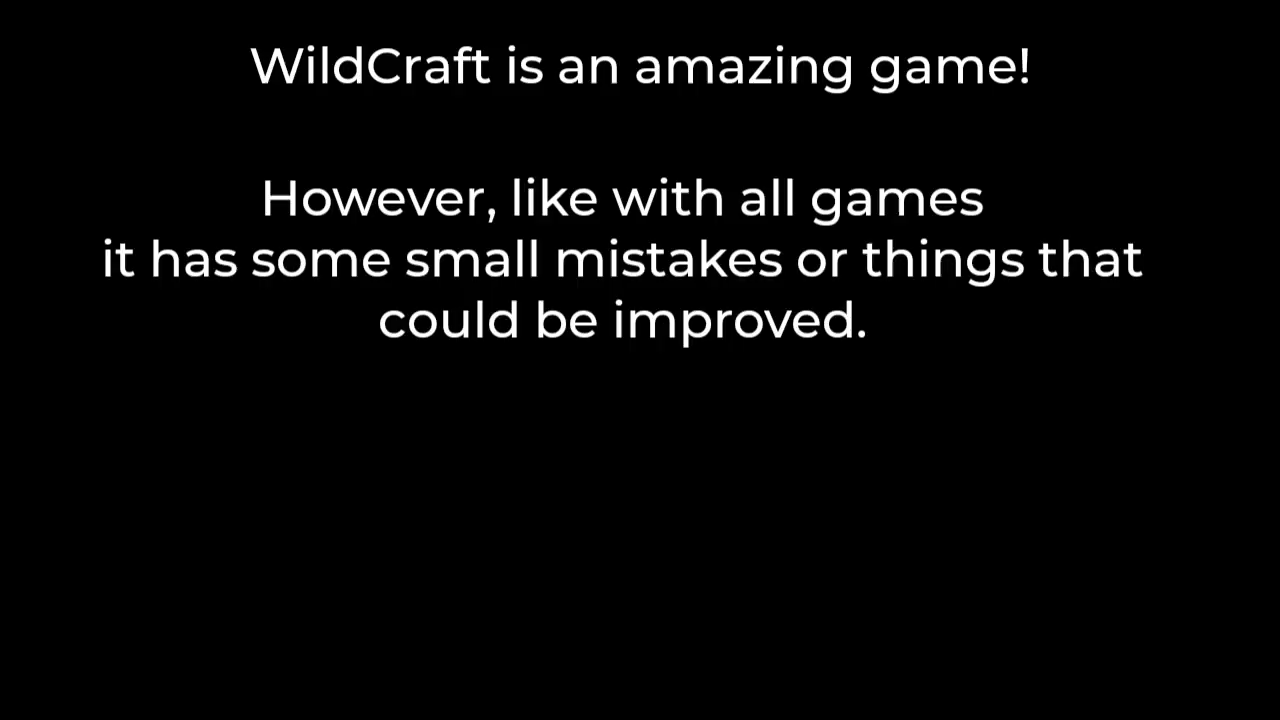 WildCraft is an amazing game!
However, like with all games
it has some small mistakes or things that
could be improved.